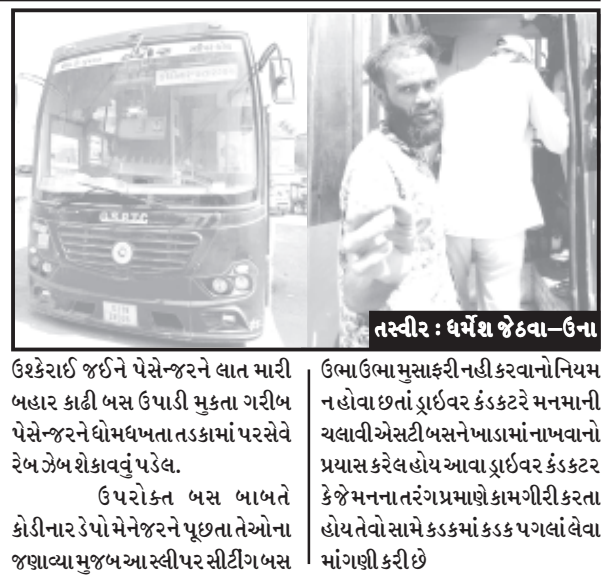 G.S.R.T.C
તસ્વીર : ધર્મેશ જેઠવા–ઉના
ઉશ્કેરાઈ જઈને પેસેન્જરને લાત મારી
બહાર કાઢી બસ ઉપાડી મુકતા ગરીબ
પેસેન્જરને ધોમધખતા તડકામાં પરસેવે
રેબ ઝેબ શેકાવવું પડેલ.
ઉપરોક્ત બસ બાબતે
કોડીનાર ડેપો મેનેજરને પૂછતા તેઓના
જણાવ્યા મુજબ આ સ્લીપર સીટીંગ બસ
ઉભા ઉભા મુસાફરી નહી કરવાનો નિયમ
ન હોવા છતાં ડ્રાઇવર કંડકટરે મનમાની
ચલાવી એસટી બસને ખાડામાં નાખવાનો
પ્રયાસ કરેલ હોય આવા ડ્રાઇવર કંડકટર
કે જે મનના તરંગ પ્રમાણે કામગીરી કરતા
હોય તેવો સામે કડકમાં કડક પગલાં લેવા
માંગણી કરી છે